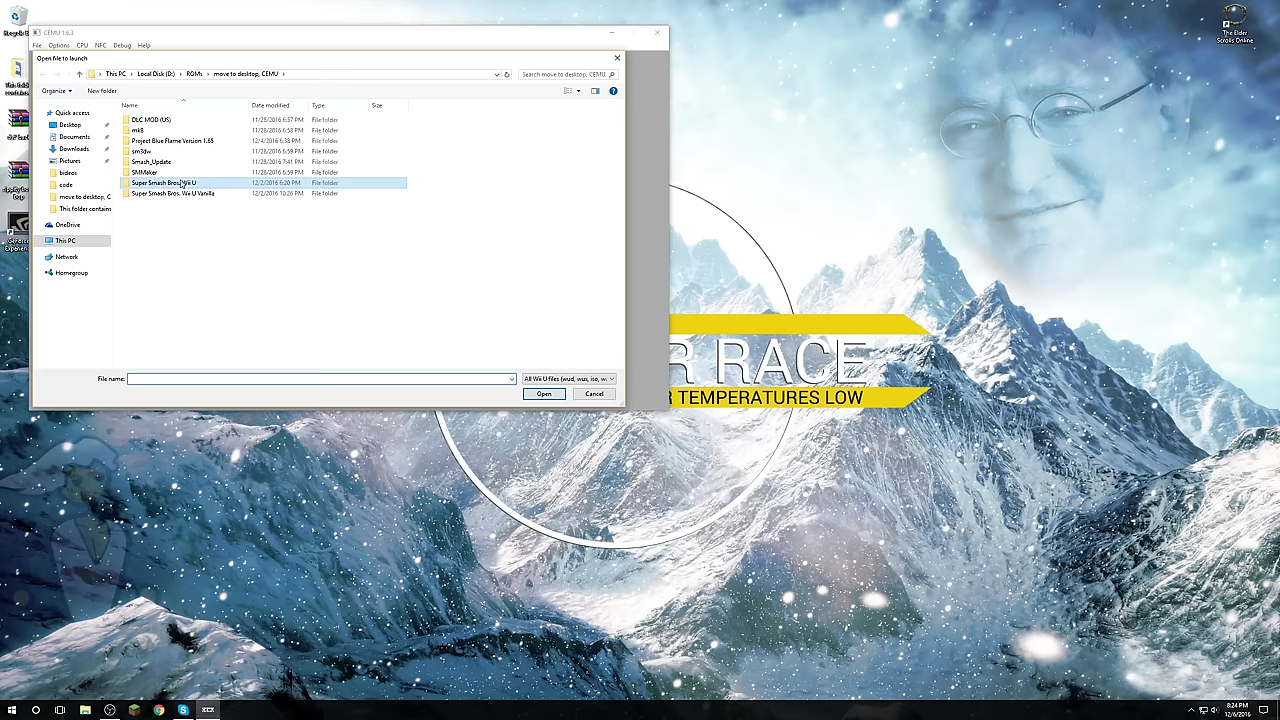 CEMU 1.6.3
File Options CPU NFC Debug Help
Open file to launch
This PC > Local Disk (D:) > ROMs > move to desktop, CEMU >
Search move to desktop, CEMU
Organize
New folder
Name
Date modified
Type
Size
Quick access
Desktop
Documents
Downloads
Pictures
bideos
code
move to desktop, C
This folder contains
OneDrive
This PC
Network
Homegroup
DLC MOD (US) 11/28/2016 6:57 PM File folder
mk8 11/28/2016 6:58 PM File folder
Project Blue Flame Version 1.65 12/4/2016 6:38 PM File folder
sm3dw 11/28/2016 6:59 PM File folder
Smash_Update 11/28/2016 7:41 PM File folder
SMMaker 11/28/2016 6:59 PM File folder
Super Smash Bros. Wii U 12/2/2016 6:20 PM File folder
Super Smash Bros. Wii U Vanilla 12/2/2016 10:26 PM File folder
File name:
All Wii U files (wud, wux, iso, w
Open
Cancel
R RACE
R TEMPERATURES LOW
The Elder
Scrolls Online
8:24 PM
12/6/2016